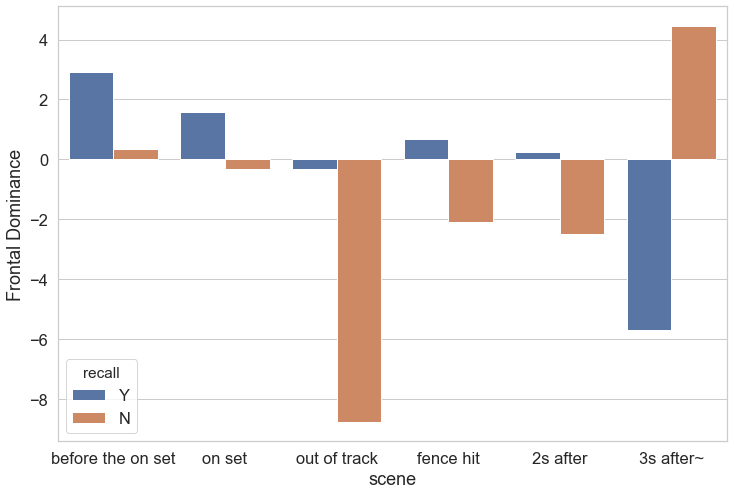 Frontal Dominance
4
2
0
−2
−4
−6
−8
recall
Y
N
before the on set on set out of track fence hit 2s after 3s after~
scene